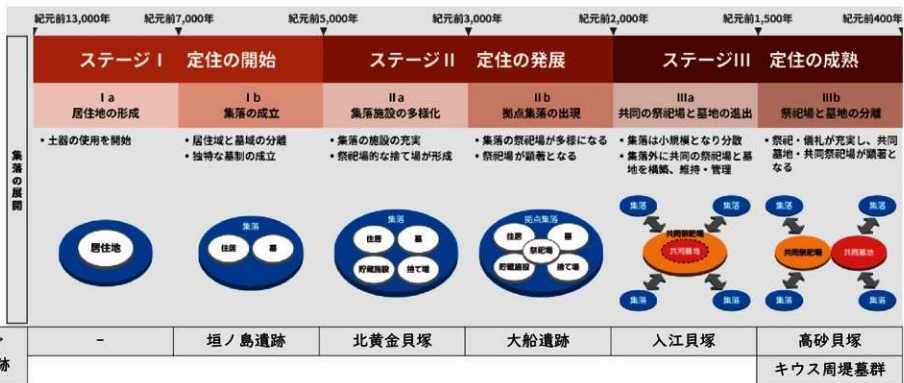 紀元前13,000年 紀元前7,000年 紀元前5,000年 紀元前3,000年 紀元前2,000年 紀元前1,500年 紀元前400年
ステージⅠ 定住の開始 ステージⅡ 定住の発展 ステージⅢ 定住の成熟
Ⅰa Ⅰb Ⅱa Ⅱb Ⅲa Ⅲb
居住地の形成 集落の成立 集落施設の多様化 拠点集落の出現 共同の祭祀場と墓地の進出 祭祀場と墓地の分離
集落の展開
・土器の使用を開始
・居住域と墓域の分離
・独特な墓制の成立
・集落の施設の充実
・祭祀場的な捨て場が形成
・集落の祭祀場が多様になる
・祭祀場が顕著となる
・集落は小規模となり分散
・集落外に共同の祭祀場と墓
地を構築、維持・管理
・祭祀・儀礼が充実し、共同
墓地・共同祭祀場が顕著と
なる
居住地
集落
住居 墓
集落
住居 墓
貯蔵施設 捨て場
拠点集落
住居 墓
祭祀場
貯蔵施設 捨て場
集落 集落
共同祭祀場
共同墓地
集落 集落
集落 集落
共同祭祀場 共同墓地
集落 集落
跡
- 垣ノ島遺跡 北黄金貝塚 大船遺跡 入江貝塚 高砂貝塚
キウス周堤墓群